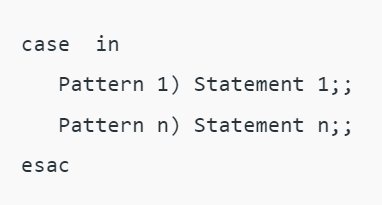 case  in
   Pattern 1) Statement 1;;
   Pattern n) Statement n;;
esac